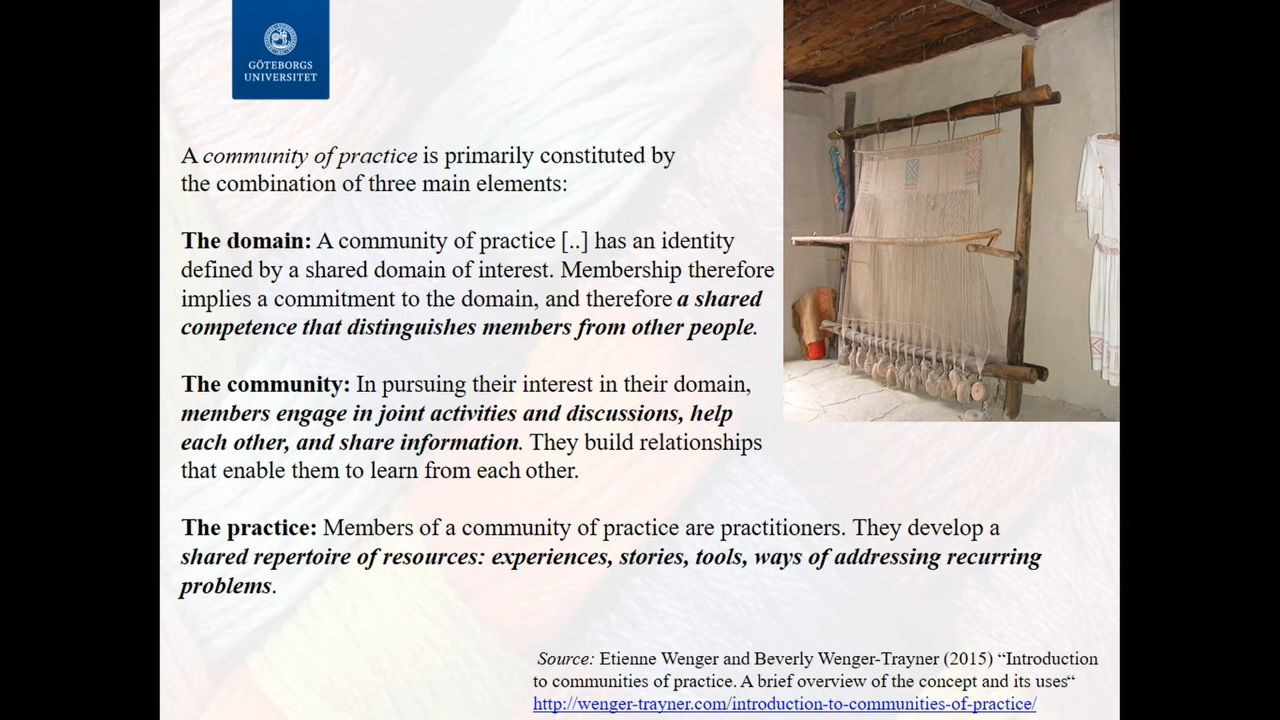 GÖTEBORGS
UNIVERSITET
A community of practice is primarily constituted by
the combination of three main elements:
The domain: A community of practice [..] has an identity
defined by a shared domain of interest. Membership therefore
implies a commitment to the domain, and therefore a shared
competence that distinguishes members from other people.
The community: In pursuing their interest in their domain,
members engage in joint activities and discussions, help
each other, and share information. They build relationships
that enable them to learn from each other.
The practice: Members of a community of practice are practitioners. They develop a
shared repertoire of resources: experiences, stories, tools, ways of addressing recurring
problems.
Source: Etienne Wenger and Beverly Wenger-Trayner (2015) “Introduction
to communities of practice. A brief overview of the concept and its uses“
http://wenger-trayner.com/introduction-to-communities-of-practice/